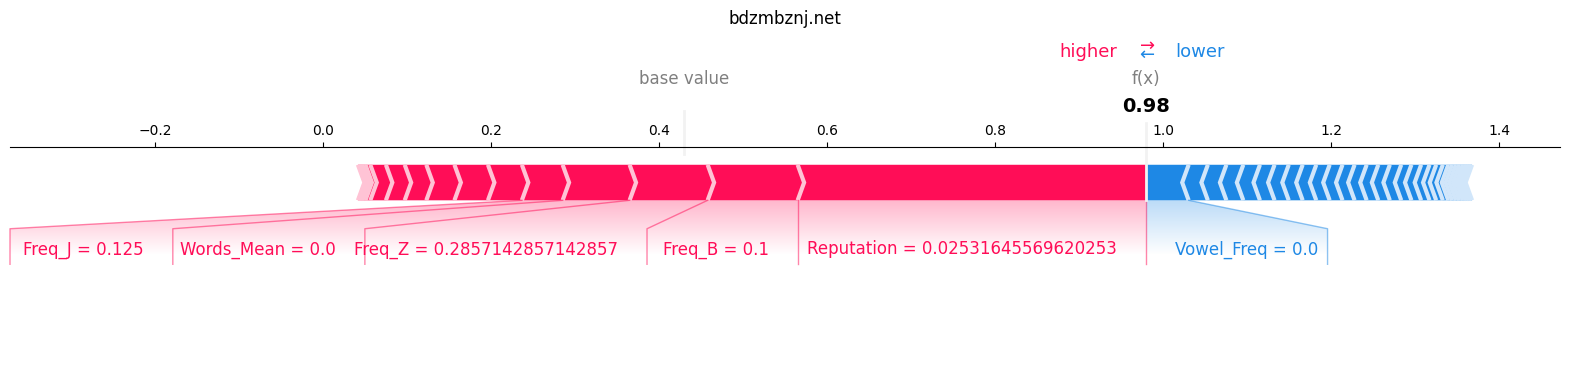 bdzmbznj.net
higher ⇄ lower
base value f(x)
0.98
−0.2 0.0 0.2 0.4 0.6 0.8 1.0 1.2 1.4
Freq_J = 0.125 Words_Mean = 0.0 Freq_Z = 0.2857142857142857 Freq_B = 0.1 Reputation = 0.02531645569620253 Vowel_Freq = 0.0